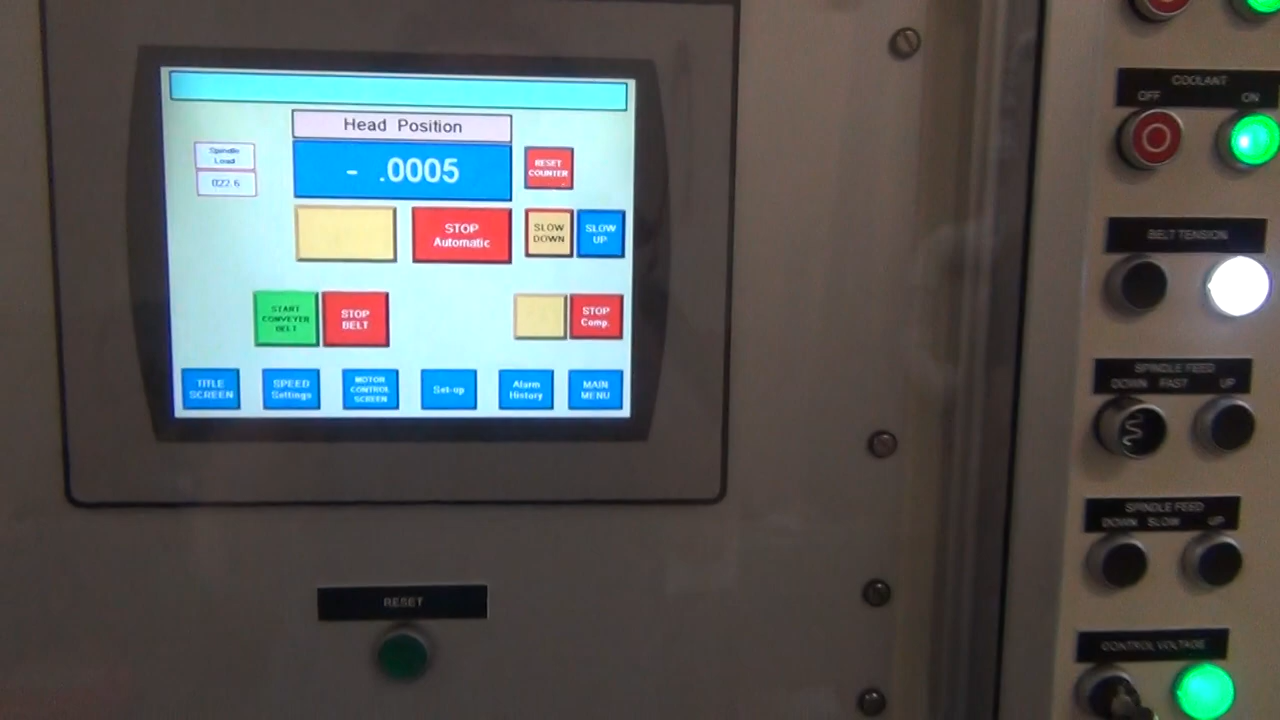 Head Position
Spindle
Load
022.6
- .0005
RESET
COUNTER
STOP
Automatic
SLOW
DOWN
SLOW
UP
START
CONVEYER
BELT
STOP
BELT
STOP
Comp.
TITLE
SCREEN
SPEED
Settings
MOTOR
CONTROL
SCREEN
Set-up
Alarm
History
MAIN
MENU
RESET
COOLANT
OFF ON
BELT TENSION
SPINDLE FEED
DOWN FAST UP
SPINDLE FEED
DOWN SLOW UP
CONTROL VOLTAGE